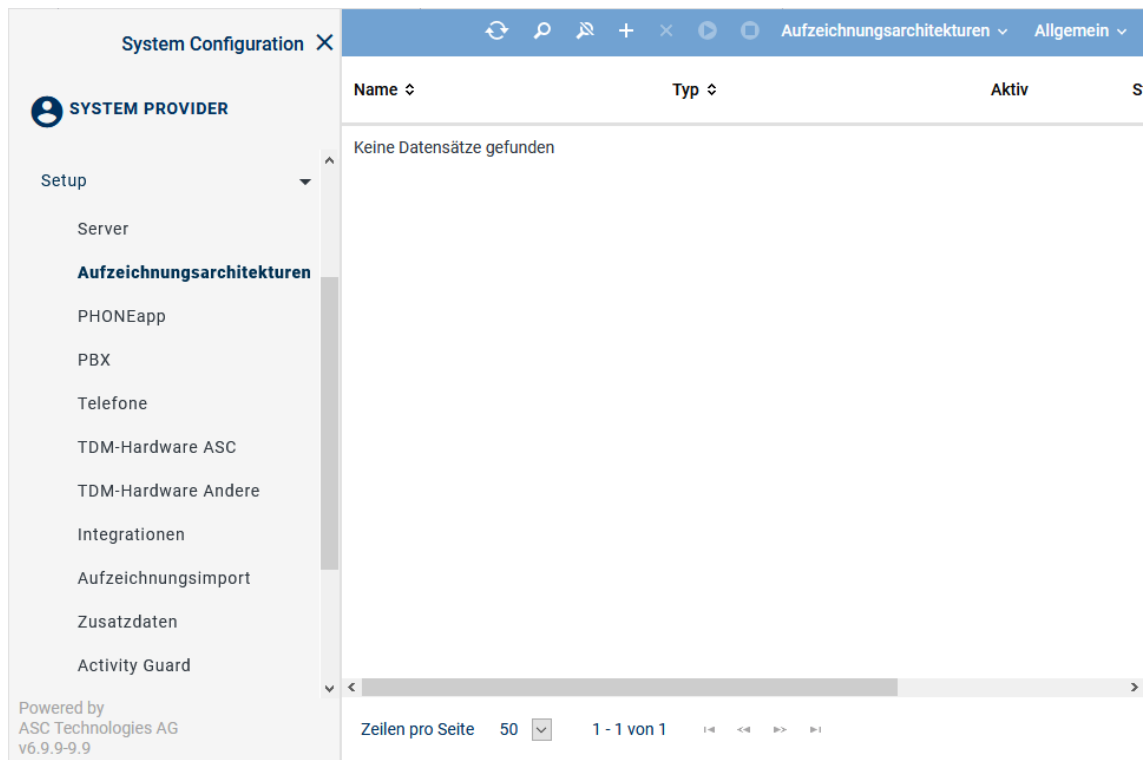 System Configuration
SYSTEM PROVIDER
Setup
Server
Aufzeichnungsarchitekturen
PHONEapp
PBX
Telefone
TDM-Hardware ASC
TDM-Hardware Andere
Integrationen
Aufzeichnungsimport
Zusatzdaten
Activity Guard
Powered by
ASC Technologies AG
v6.9.9-9.9
Aufzeichnungsarchitekturen Allgemein
Name Typ Aktiv S
Keine Datensätze gefunden
Zeilen pro Seite 50 1 - 1 von 1